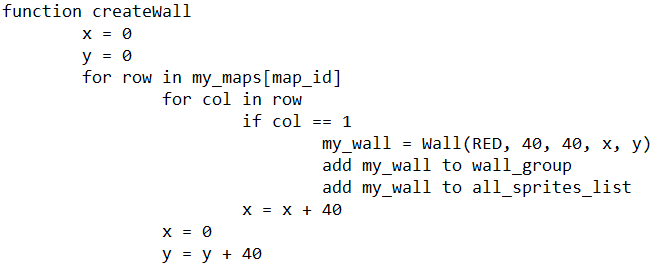 function createWall
        x = 0
        y = 0
        for row in my_maps[map_id]
                for col in row
                        if col == 1
                                my_wall = Wall(RED, 40, 40, x, y)
                                add my_wall to wall_group
                                add my_wall to all_sprites_list
                        x = x + 40
                x = 0
                y = y + 40